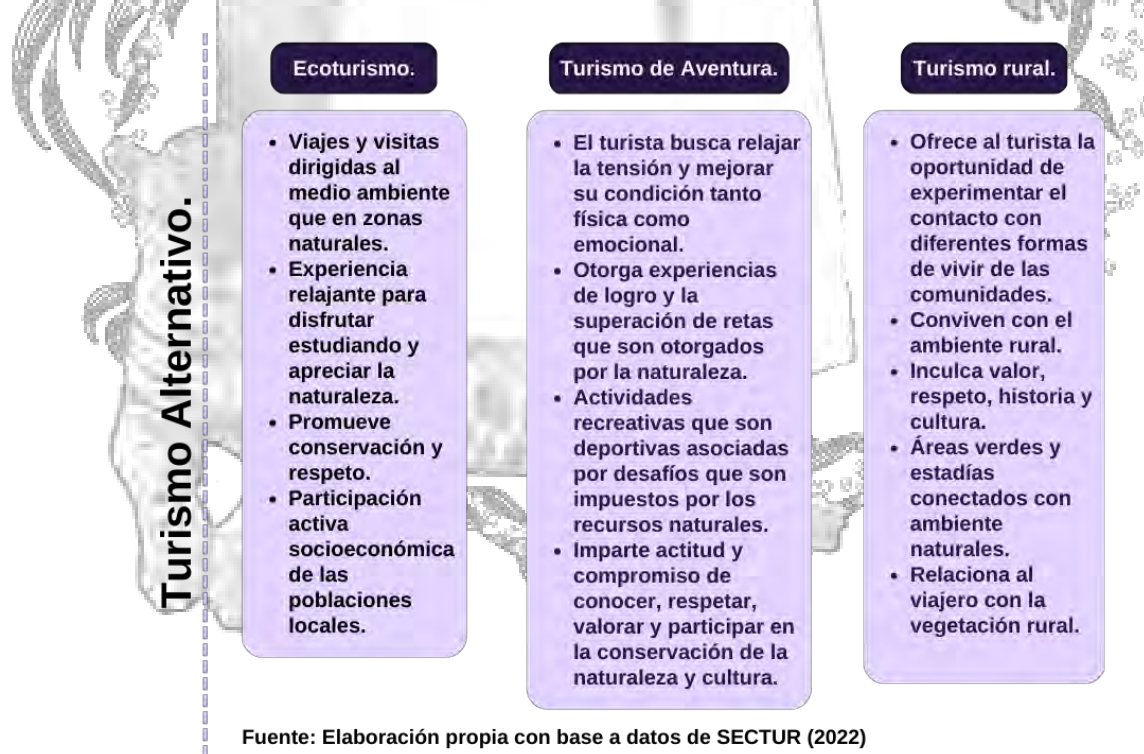 Turismo Alternativo.
Ecoturismo.
• Viajes y visitas
dirigidas al
medio ambiente
que en zonas
naturales.
• Experiencia
relajante para
disfrutar
estudiando y
apreciar la
naturaleza.
• Promueve
conservación y
respeto.
• Participación
activa
socioeconómica
de las
poblaciones
locales.
Turismo de Aventura.
• El turista busca relajar
la tensión y mejorar
su condición tanto
física como
emocional.
• Otorga experiencias
de logro y la
superación de retas
que son otorgados
por la naturaleza.
• Actividades
recreativas que son
deportivas asociadas
por desafíos que son
impuestos por los
recursos naturales.
• Imparte actitud y
compromiso de
conocer, respetar,
valorar y participar en
la conservación de la
naturaleza y cultura.
Turismo rural.
• Ofrece al turista la
oportunidad de
experimentar el
contacto con
diferentes formas
de vivir de las
comunidades.
• Conviven con el
ambiente rural.
• Inculca valor,
respeto, historia y
cultura.
• Áreas verdes y
estadías
conectados con
ambiente
naturales.
• Relaciona al
viajero con la
vegetación rural.
Fuente: Elaboración propia con base a datos de SECTUR (2022)